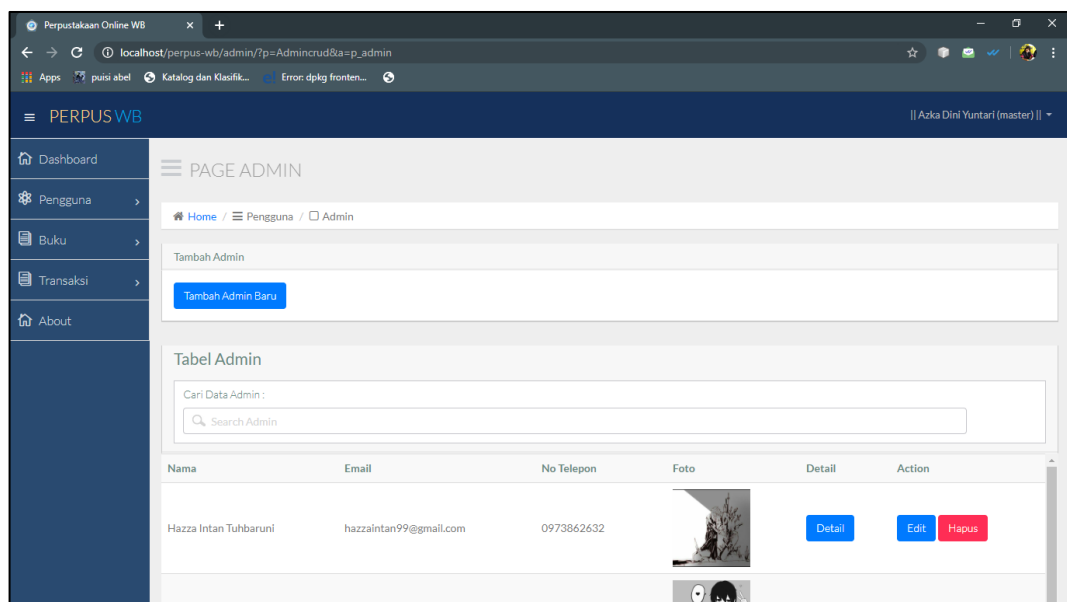 Perpustakaan Online WB
localhost/perpus-wb/admin/?p=Admincrud&a=p_admin
Apps puisi abel Katalog dan Klasifik... Error: dpkg fronten...
PERPUS WB
|| Azka Dini Yuntari (master) ||
Dashboard
Pengguna
Buku
Transaksi
About
PAGE ADMIN
Home / Pengguna / Admin
Tambah Admin
Tambah Admin Baru
Tabel Admin
Cari Data Admin :
Search Admin
Nama Email No Telepon Foto Detail Action
Hazza Intan Tuhbaruni hazzaintan99@gmail.com 0973862632 Detail Edit Hapus